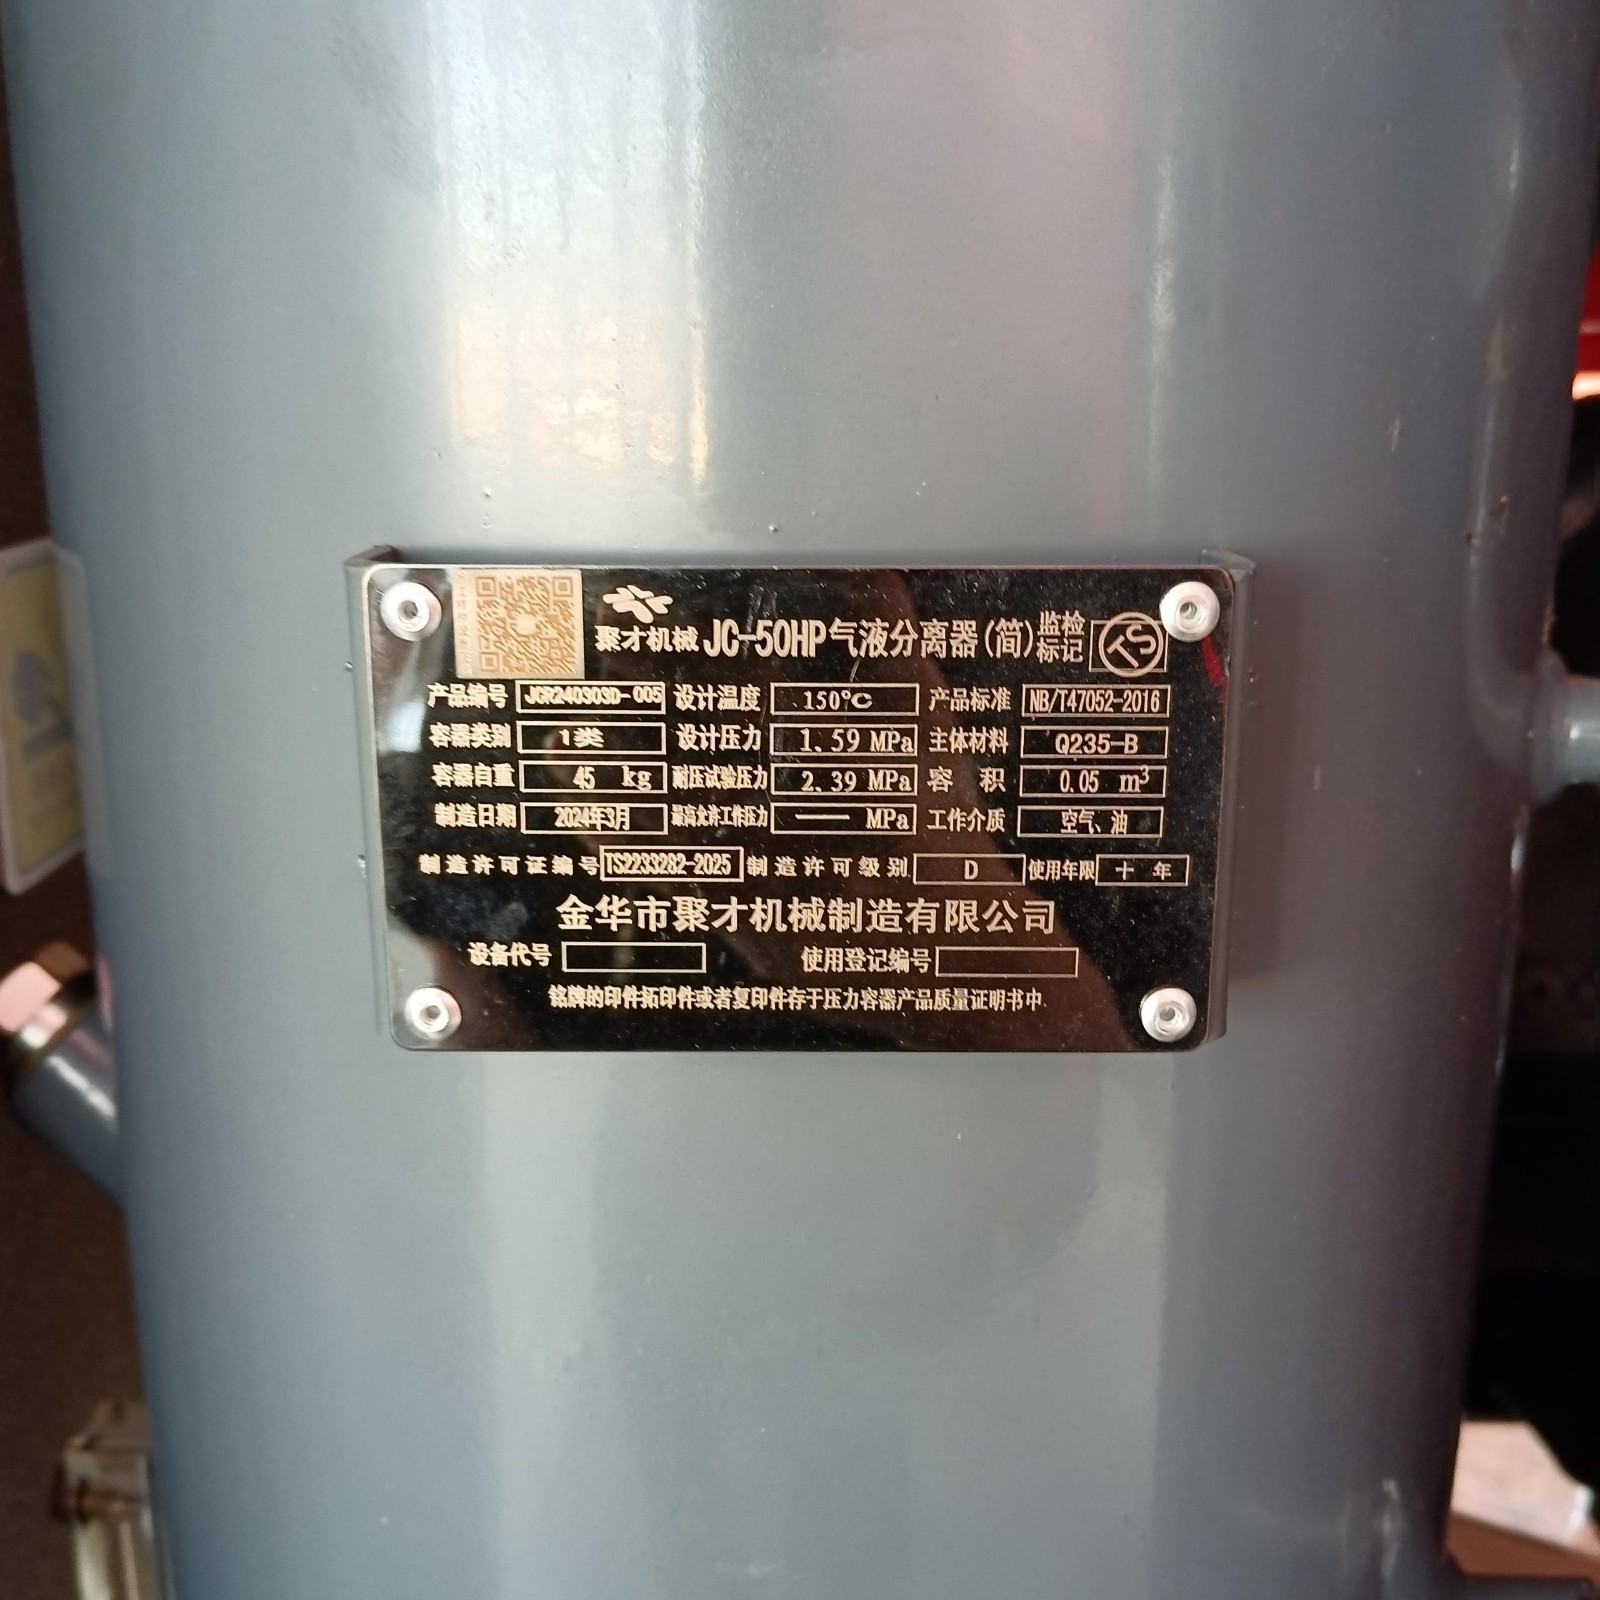 聚才机械 JC-50HP 气液分离器(简) 监检标记 TS
产品编号 JCR240303D-005 设计温度 150℃ 产品标准 NB/T47052-2016
容器类别 1类 设计压力 1.59 MPa 主体材料 Q235-B
容器自重 45 kg 耐压试验压力 2.39 MPa 容积 0.05 m³
制造日期 2024年3月 最高允许工作压力 — MPa 工作介质 空气、油
制造许可证编号 TS2233282-2025 制造许可级别 D 使用年限 十年
金华市聚才机械制造有限公司
设备代号 使用登记编号
铭牌的印件拓印件或者复印件存于压力容器产品质量证明书中.